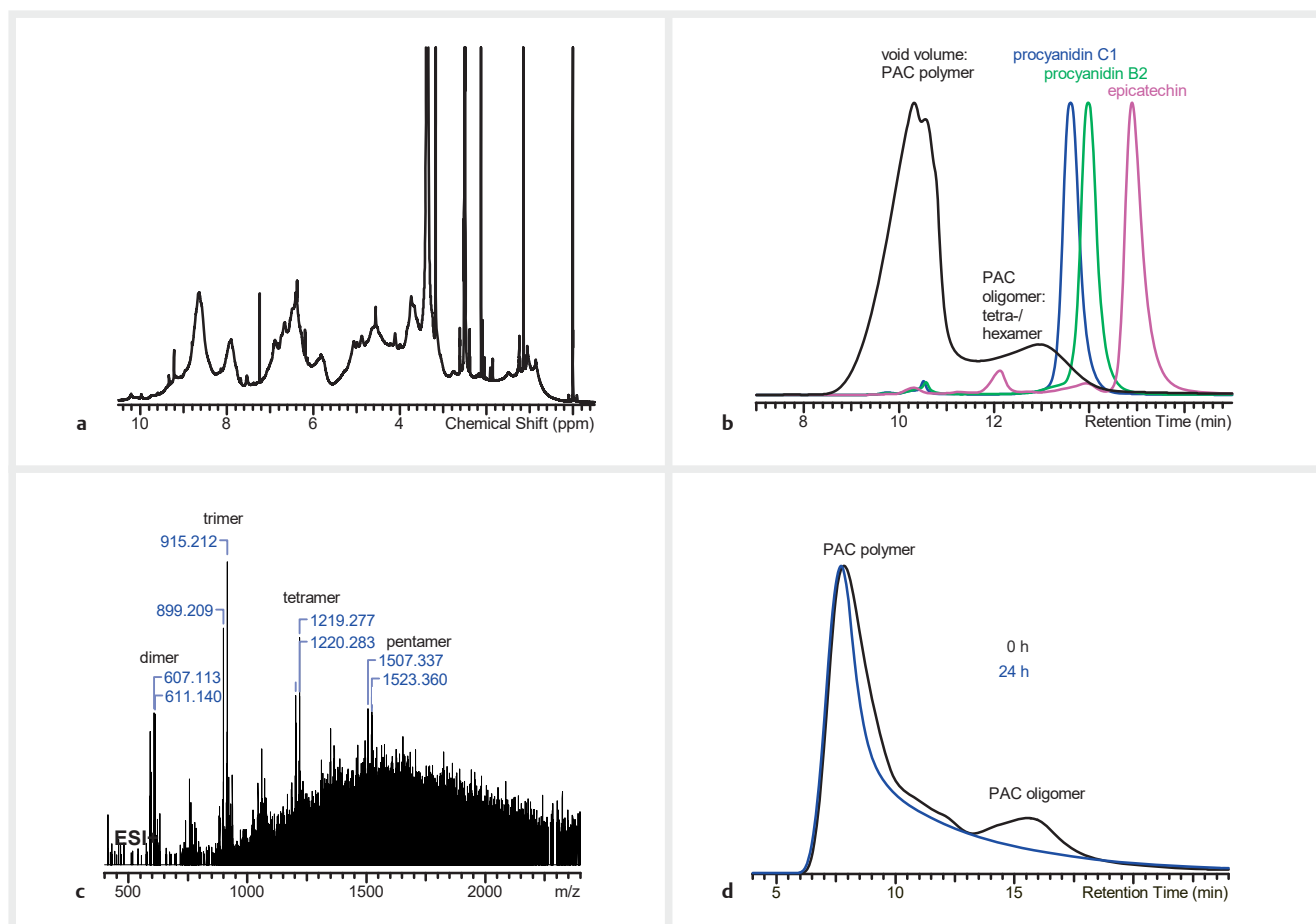 10
8
6
4
Chemical Shift (ppm)
a
void volume:
PAC polymer
procyanidin C1
procyanidin B2
epicatechin
PAC
oligomer:
tetra-/
hexamer
8
10
12
Retention Time (min)
b
trimer
915.212
899.209
tetramer
1219.277
1220.283
pentamer
1507.337
1523.360
dimer
607.113
611.140
ESI-
500
1000
1500
2000
m/z
c
PAC polymer
0 h
24 h
PAC oligomer
5
10
15
Retention Time (min)
d